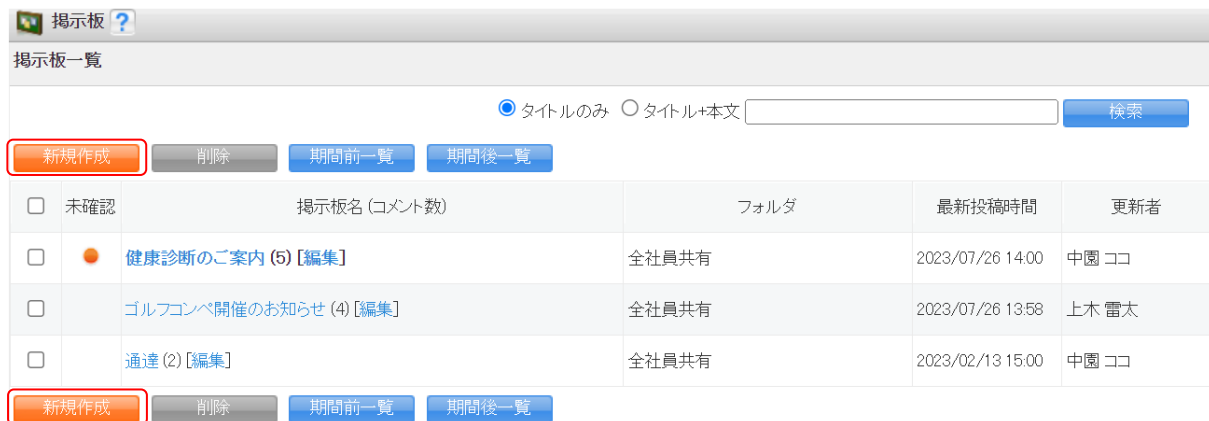 掲示板 ?
掲示板一覧
タイトルのみ タイトル+本文 検索
新規作成 削除 期間前一覧 期間後一覧
未確認 掲示板名 (コメント数) フォルダ 最新投稿時間 更新者
健康診断のご案内 (5) [編集] 全社員共有 2023/07/26 14:00 中園 ココ
ゴルフコンペ開催のお知らせ (4) [編集] 全社員共有 2023/07/26 13:58 上木 雷太
通達 (2) [編集] 全社員共有 2023/02/13 15:00 中園 ココ
新規作成 削除 期間前一覧 期間後一覧